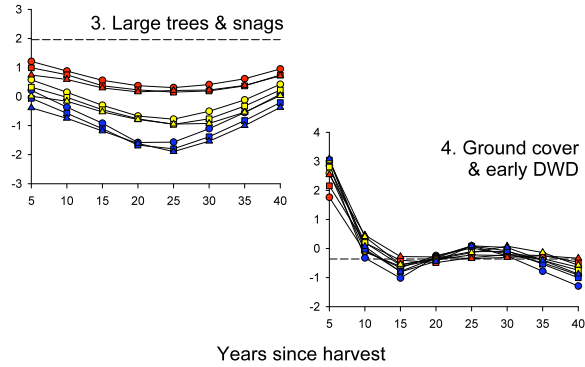 3. Large trees & snags
3
2
1
0
-1
-2
-3
5 10 15 20 25 30 35 40
4. Ground cover
& early DWD
4
3
2
1
0
-1
-2
5 10 15 20 25 30 35 40
Years since harvest